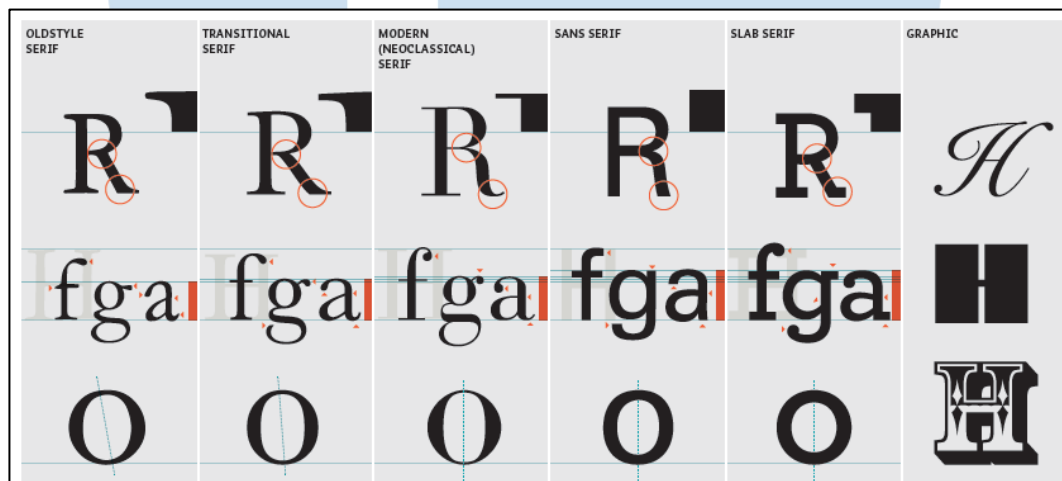 OLDSTYLE
SERIF
TRANSITIONAL
SERIF
MODERN
(NEOCLASSICAL)
SERIF
SANS SERIF
SLAB SERIF
GRAPHIC
R
R
R
R
R
H
fga
fga
fga
fga
fga
H
O
O
O
O
O
H